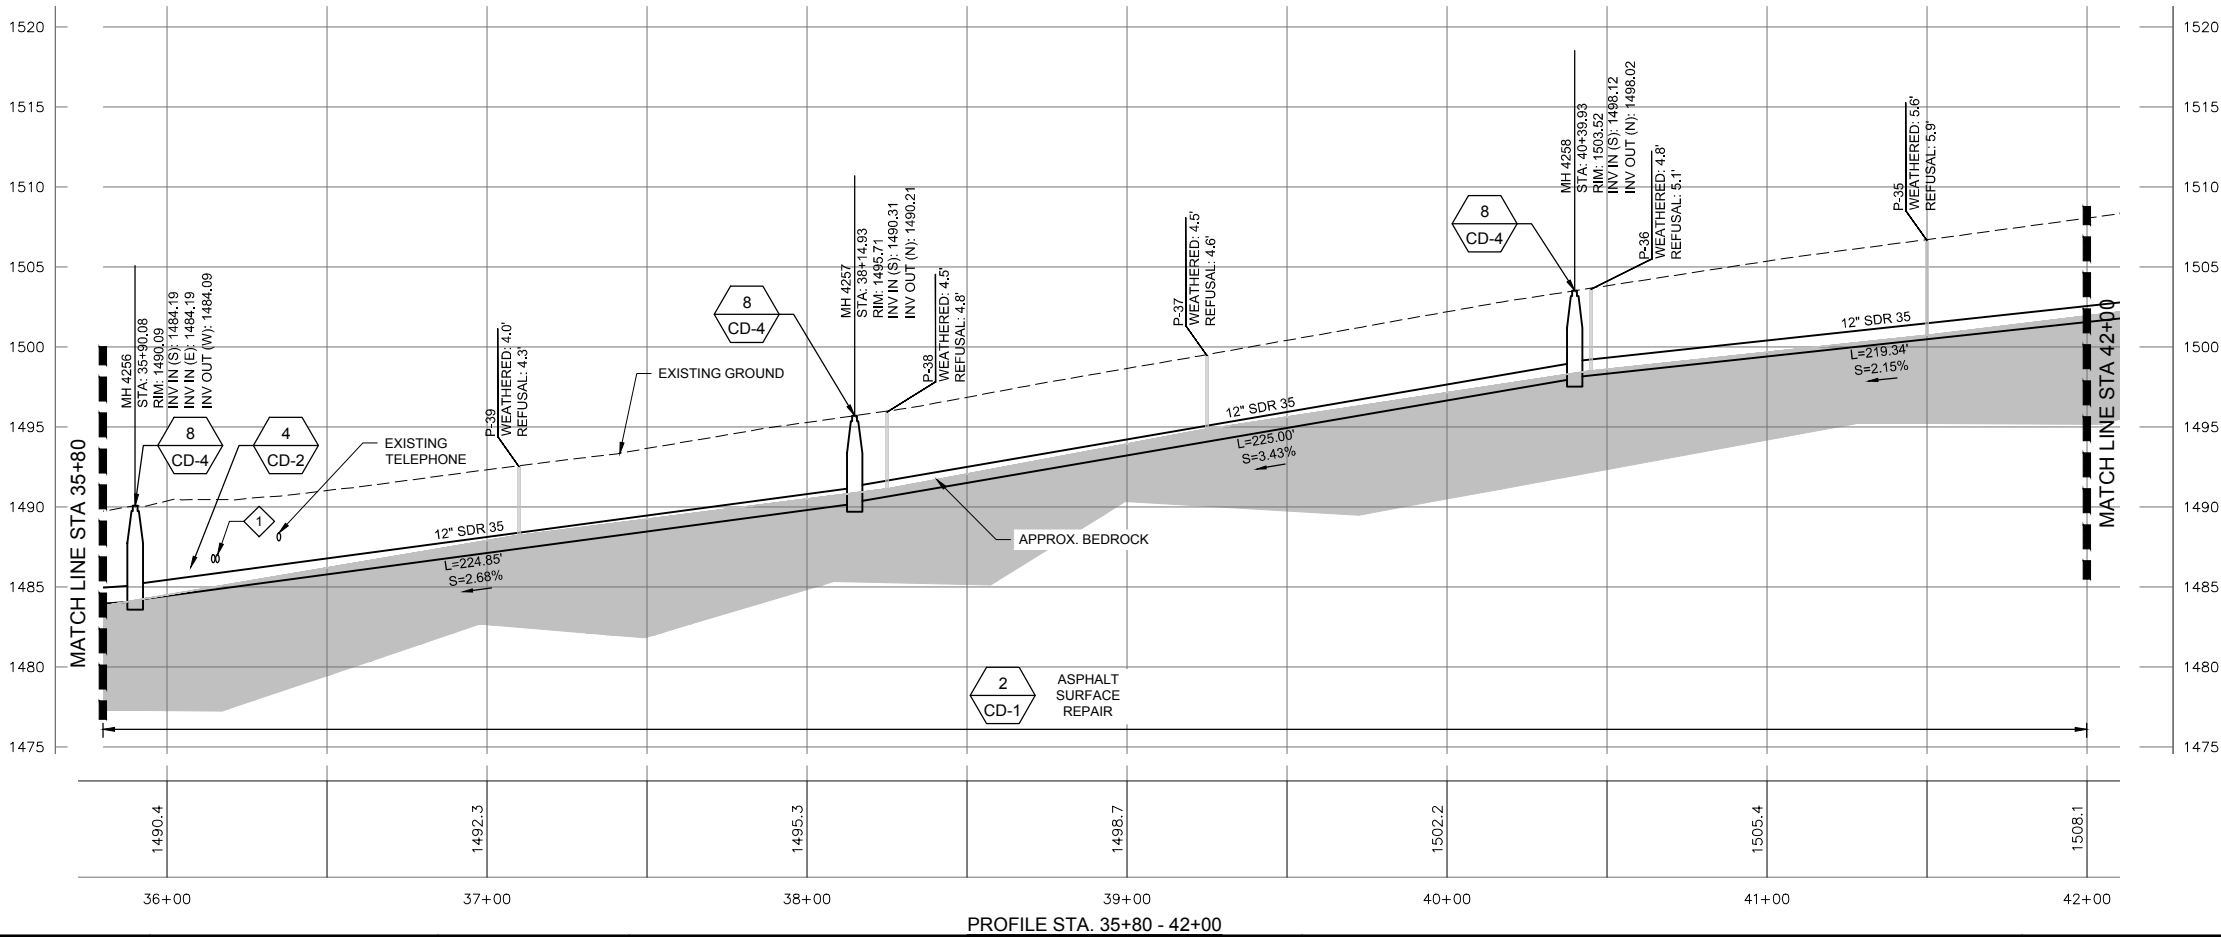 1520
1515
1510
1505
1500
1495
1490
1485
1480
1475
1520
1515
1510
1505
1500
1495
1490
1485
1480
1475
MATCH LINE STA 35+80
MH 4256
STA: 35+90.08
RIM: 1490.09
INV IN (S): 1484.19
INV IN (E): 1484.19
INV OUT (W): 1484.09
8
CD-4
4
CD-2
1
EXISTING
TELEPHONE
P-39
WEATHERED: 4.0'
REFUSAL: 4.3'
EXISTING GROUND
12" SDR 35
L=224.85'
S=2.68%
8
CD-4
MH 4257
STA: 38+14.93
RIM: 1495.71
INV IN (S): 1490.31
INV OUT (N): 1490.21
P-38
WEATHERED: 4.5'
REFUSAL: 4.8'
APPROX. BEDROCK
P-37
WEATHERED: 4.5'
REFUSAL: 4.6'
12" SDR 35
L=225.00'
S=3.43%
8
CD-4
MH 4258
STA: 40+39.93
RIM: 1503.52
INV IN (S): 1498.12
INV OUT (N): 1498.02
P-36
WEATHERED: 4.8'
REFUSAL: 5.1'
P-35
WEATHERED: 5.6'
REFUSAL: 5.9'
12" SDR 35
L=219.34'
S=2.15%
MATCH LINE STA 42+00
2
CD-1
ASPHALT
SURFACE
REPAIR
1490.4
1492.3
1495.3
1498.7
1502.2
1505.4
1508.1
36+00
37+00
38+00
39+00
40+00
41+00
42+00
PROFILE STA. 35+80 - 42+00